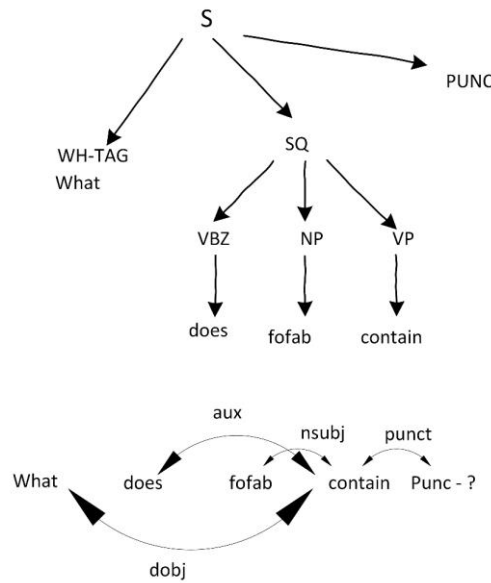 S
PUNC
WH-TAG
What
SQ
VBZ NP VP
does fofab contain
aux nsubj punct
What does fofab contain Punc - ?
dobj